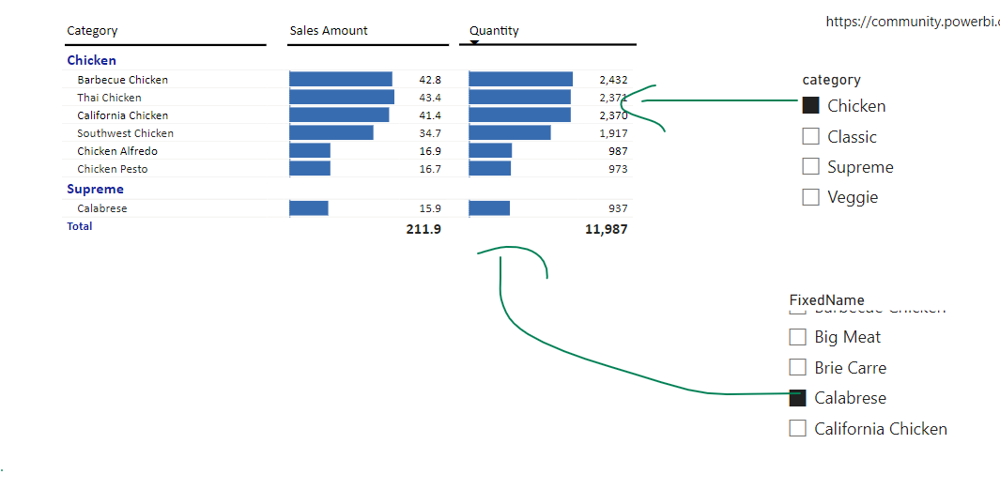 https://community.powerbi.c
Category Sales Amount Quantity
Chicken
Barbecue Chicken 42.8 2,432
Thai Chicken 43.4 2,371
California Chicken 41.4 2,370
Southwest Chicken 34.7 1,917
Chicken Alfredo 16.9 987
Chicken Pesto 16.7 973
Supreme
Calabrese 15.9 937
Total 211.9 11,987
category
Chicken
Classic
Supreme
Veggie
FixedName
Barbecue Chicken
Big Meat
Brie Carre
Calabrese
California Chicken